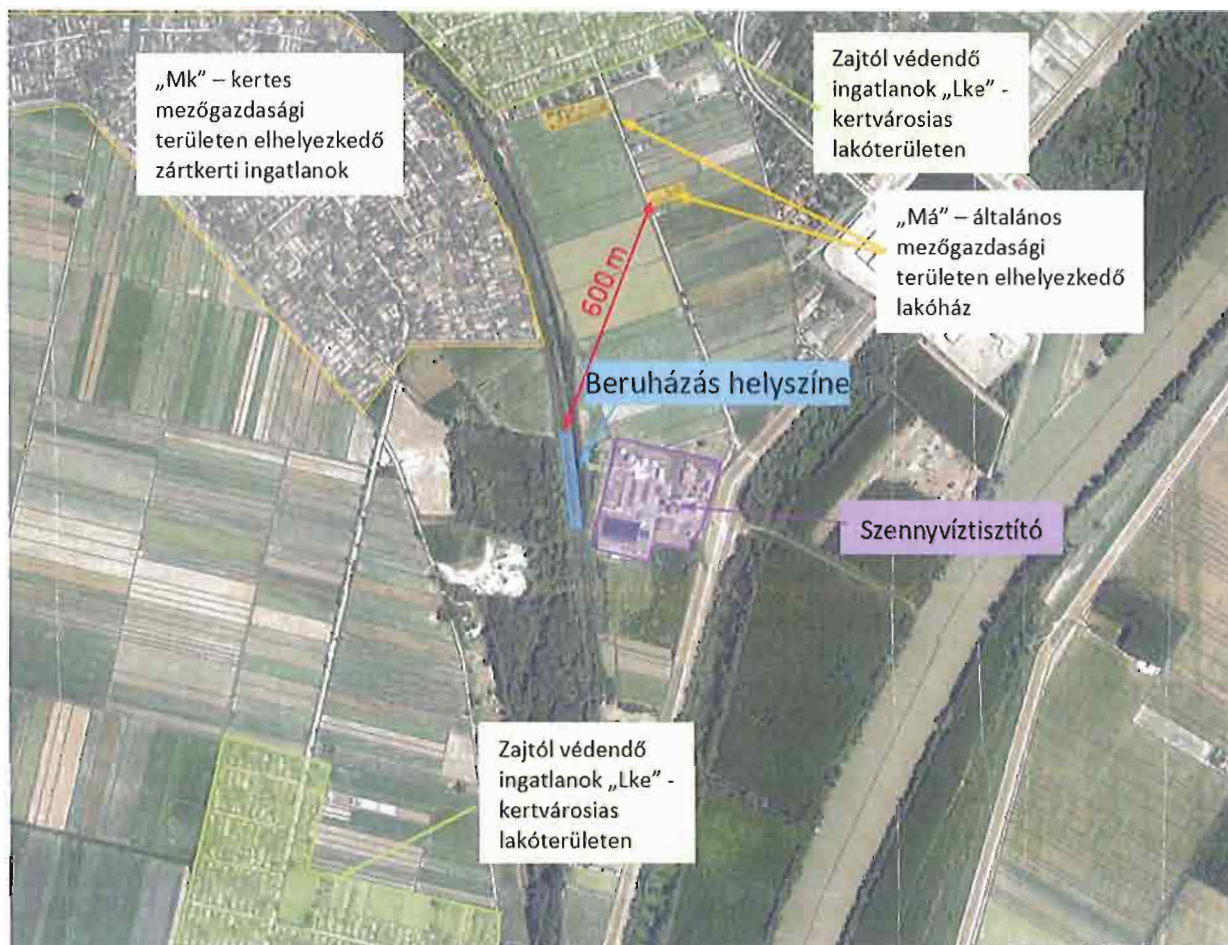 „Mk” – kertes
mezőgazdasági
területen elhelyezkedő
zártkerti ingatlanok
Zajtól védendő
ingatlanok „Lke” -
kertvárosias
lakóterületen
„Má” – általános
mezőgazdasági
területen elhelyezkedő
lakóház
600 m
Beruházás helyszíne
Szennyvíztisztító
Zajtól védendő
ingatlanok „Lke” -
kertvárosias
lakóterületen